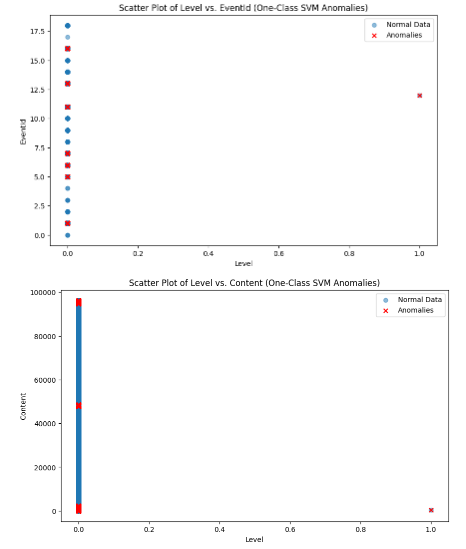 Scatter Plot of Level vs. EventId (One-Class SVM Anomalies)
Normal Data
Anomalies
17.5
15.0
12.5
10.0
7.5
5.0
2.5
0.0
EventId
0.0 0.2 0.4 0.6 0.8 1.0
Level
Scatter Plot of Level vs. Content (One-Class SVM Anomalies)
Normal Data
Anomalies
100000
80000
60000
40000
20000
0
Content
0.0 0.2 0.4 0.6 0.8 1.0
Level